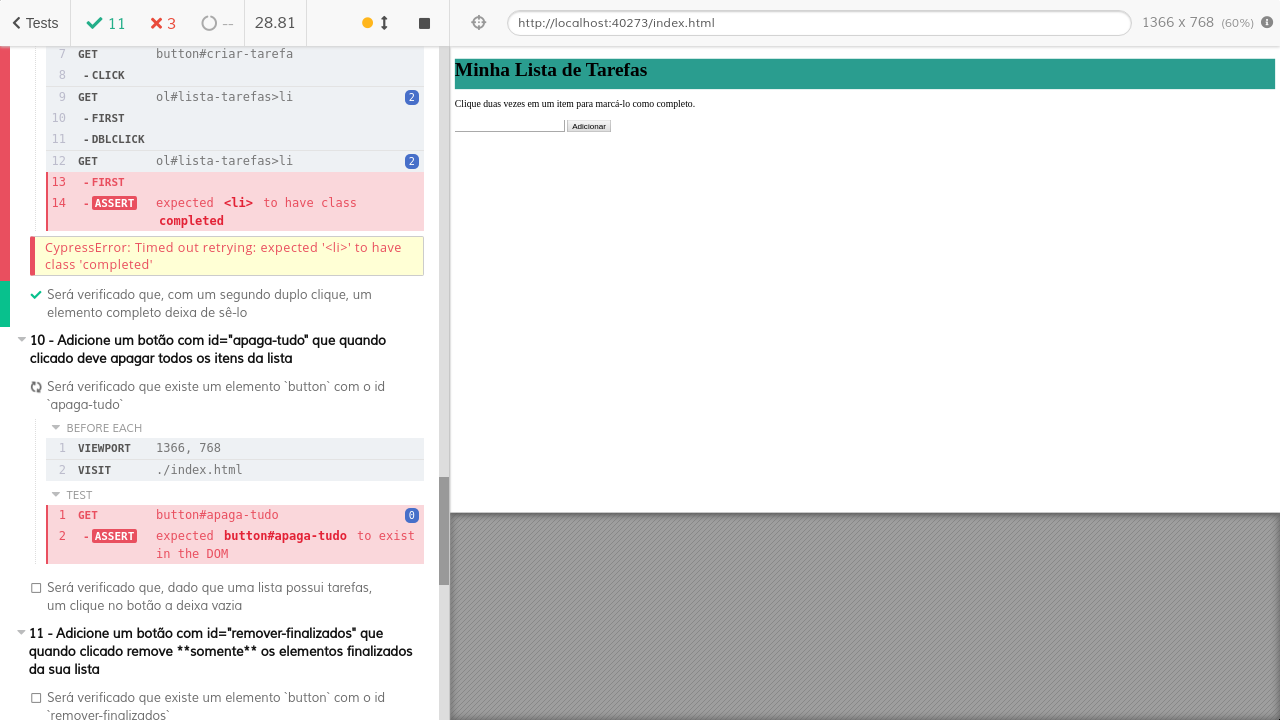 Tests
11
3
--
28.81
http://localhost:40273/index.html
1366 x 768 (60%)
7 GET button#criar-tarefa
8 - CLICK
9 GET ol#lista-tarefas>li 2
10 - FIRST
11 - DBLCLICK
12 GET ol#lista-tarefas>li 2
13 - FIRST
14 - ASSERT expected <li> to have class
completed
CypressError: Timed out retrying: expected '<li>' to have
class 'completed'
Será verificado que, com um segundo duplo clique, um
elemento completo deixa de sê-lo
10 - Adicione um botão com id="apaga-tudo" que quando
clicado deve apagar todos os itens da lista
Será verificado que existe um elemento `button` com o id
`apaga-tudo`
BEFORE EACH
1 VIEWPORT 1366, 768
2 VISIT ./index.html
TEST
1 GET button#apaga-tudo 0
2 - ASSERT expected button#apaga-tudo to exist
in the DOM
Será verificado que, dado que uma lista possui tarefas,
um clique no botão a deixa vazia
11 - Adicione um botão com id="remover-finalizados" que
quando clicado remove **somente** os elementos finalizados
da sua lista
Será verificado que existe um elemento `button` com o id
`remover-finalizados`
Minha Lista de Tarefas
Clique duas vezes em um item para marcá-lo como completo.
Adicionar